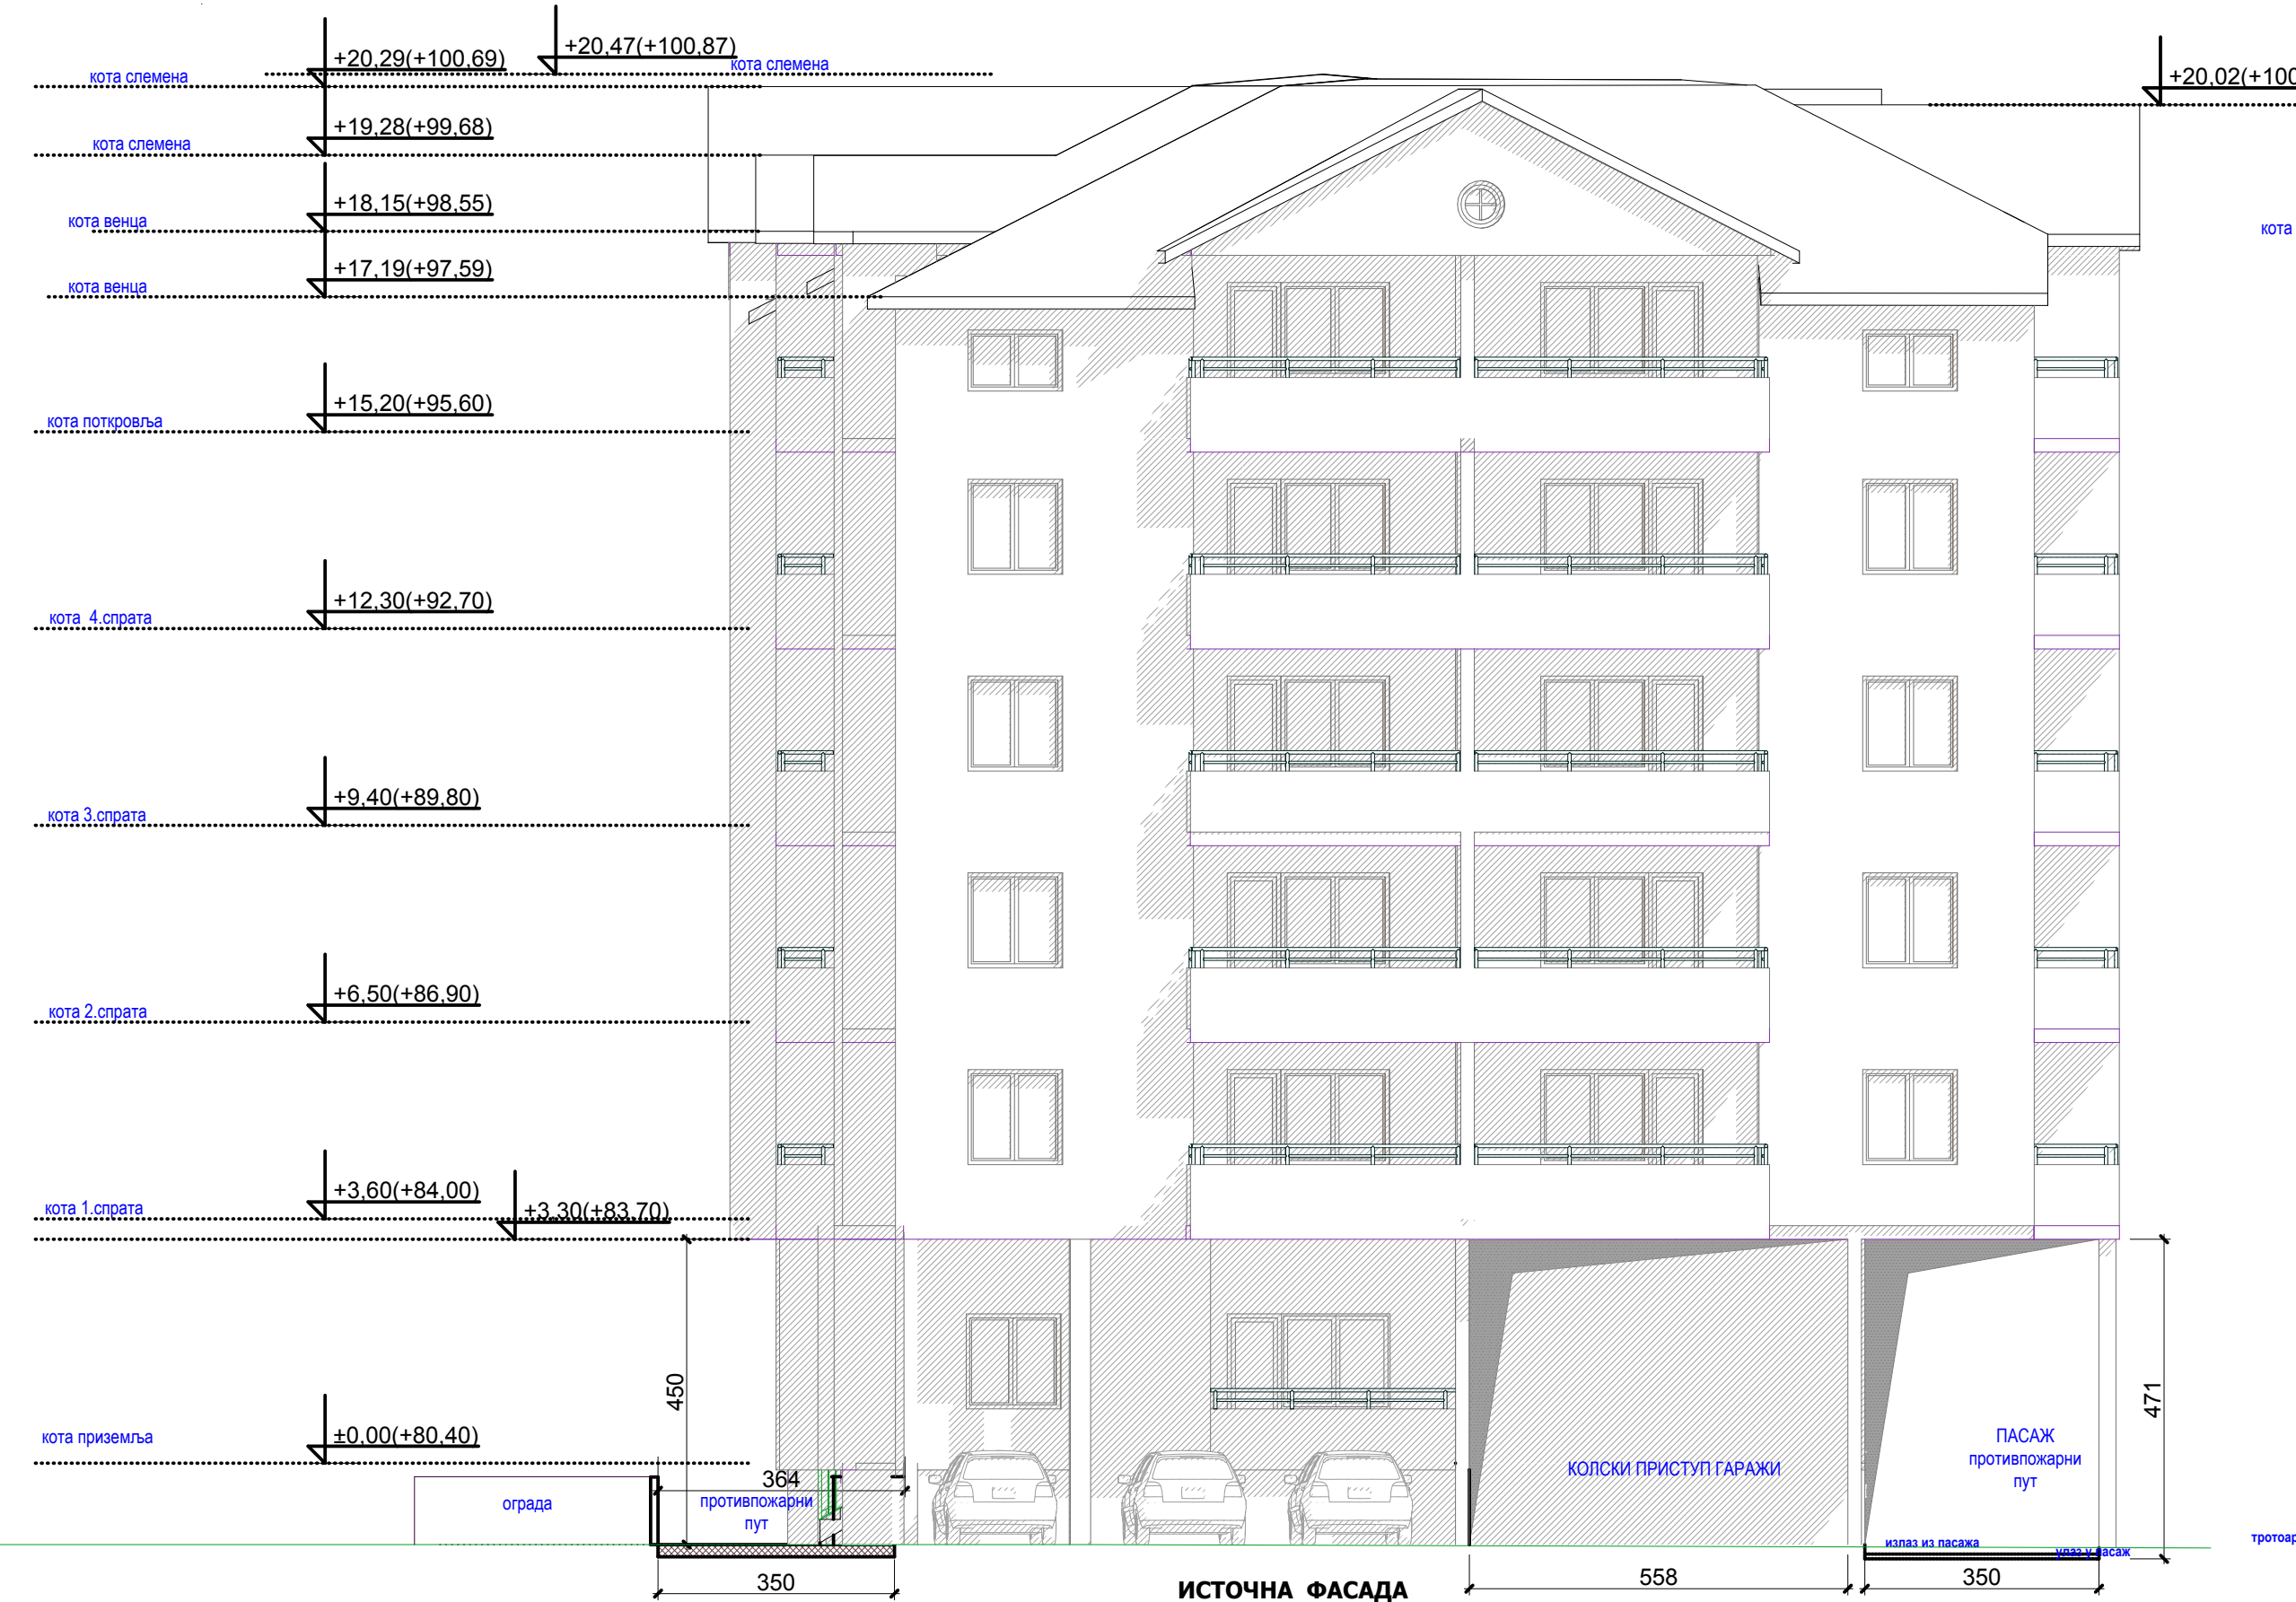 +20,47(+100,87)
кота слемена
+20,29(+100,69)
кота слемена
+20,02(+100
+19,28(+99,68)
кота слемена
+18,15(+98,55)
кота венца
кота
+17,19(+97,59)
кота венца
+15,20(+95,60)
кота поткровља
+12,30(+92,70)
кота 4.спрата
+9,40(+89,80)
кота 3.спрата
+6,50(+86,90)
кота 2.спрата
+3,60(+84,00)
кота 1.спрата
+3,30(+83,70)
450
471
±0,00(+80,40)
кота приземља
364
ограда
противпожарни
пут
КОЛСКИ ПРИСТУП ГАРАЖИ
ПАСАЖ
противпожарни
пут
излаз из пасажа
улаз у пасаж
тротоар
350
ИСТОЧНА ФАСАДА
558
350